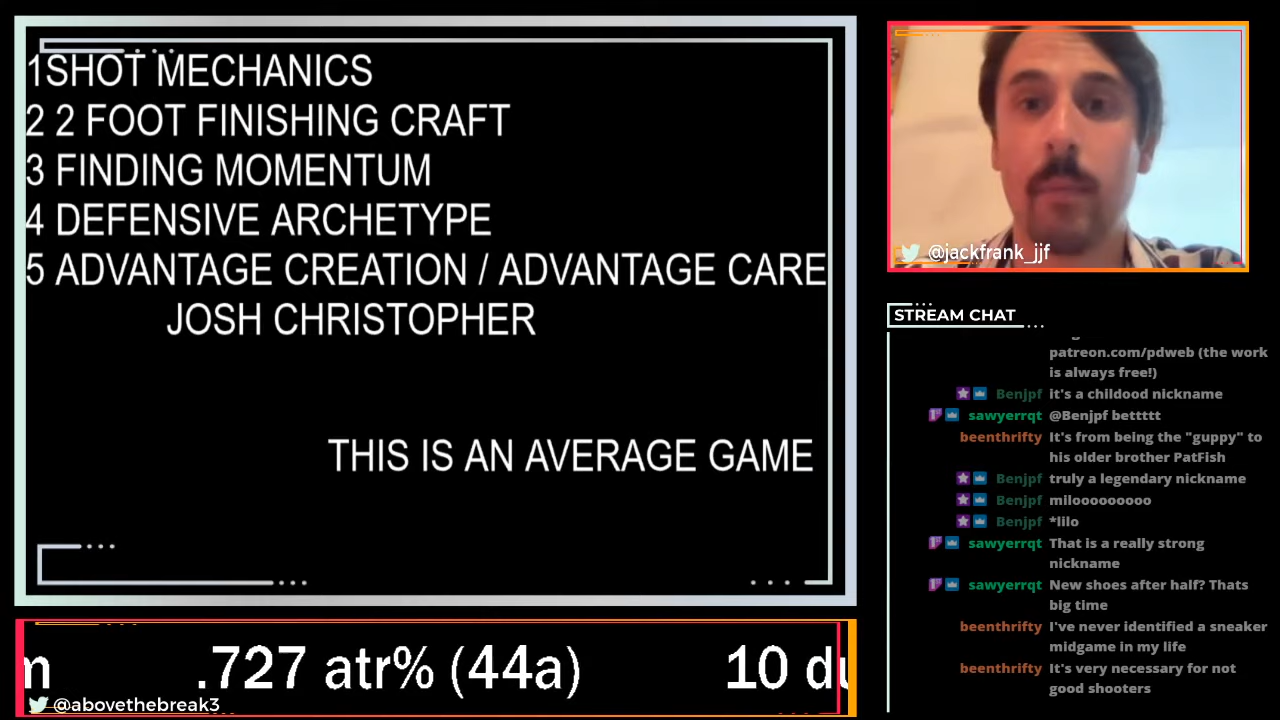 1SHOT MECHANICS
2 2 FOOT FINISHING CRAFT
3 FINDING MOMENTUM
4 DEFENSIVE ARCHETYPE
5 ADVANTAGE CREATION / ADVANTAGE CARE
JOSH CHRISTOPHER
THIS IS AN AVERAGE GAME
.727 atr% (44a)
10
@abovethebreak3
@jackfrank_jjf
STREAM CHAT
patreon.com/pdweb (the work
is always free!)
Benjpf it's a childood nickname
sawyerrqt @Benjpf bettttt
beenthrifty It's from being the "guppy" to
his older brother PatFish
Benjpf truly a legendary nickname
Benjpf milooooooooo
Benjpf *lilo
sawyerrqt That is a really strong
nickname
sawyerrqt New shoes after half? Thats
big time
beenthrifty I've never identified a sneaker
midgame in my life
beenthrifty It's very necessary for not
good shooters